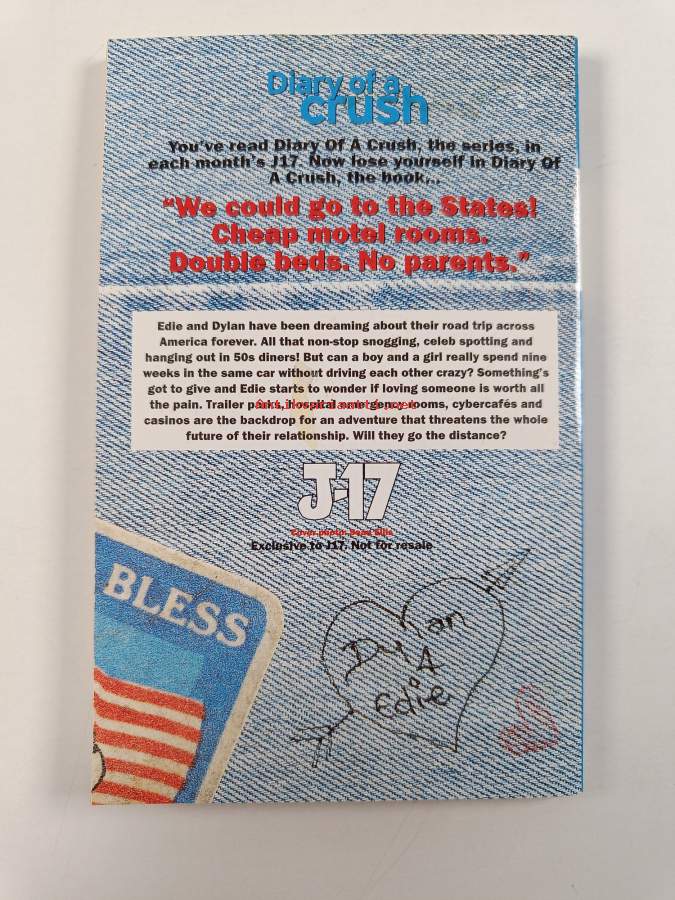 Diary of a
crush
You've read Diary Of A Crush, the series, in
each month's J17. Now lose yourself in Diary Of
A Crush, the book...
"We could go to the States!
Cheap motel rooms.
Double beds. No parents."
Edie and Dylan have been dreaming about their road trip across
America forever. All that non-stop snogging, celeb spotting and
hanging out in 50s diners! But can a boy and a girl really spend nine
weeks in the same car without driving each other crazy? Something's
got to give and Edie starts to wonder if loving someone is worth all
the pain. Trailer parks, hospital emergency rooms, cybercafés and
casinos are the backdrop for an adventure that threatens the whole
future of their relationship. Will they go the distance?
J-17
Cover photo: Sean Ellis
Exclusive to J17. Not for resale
BLESS
Dylan
4
Edie